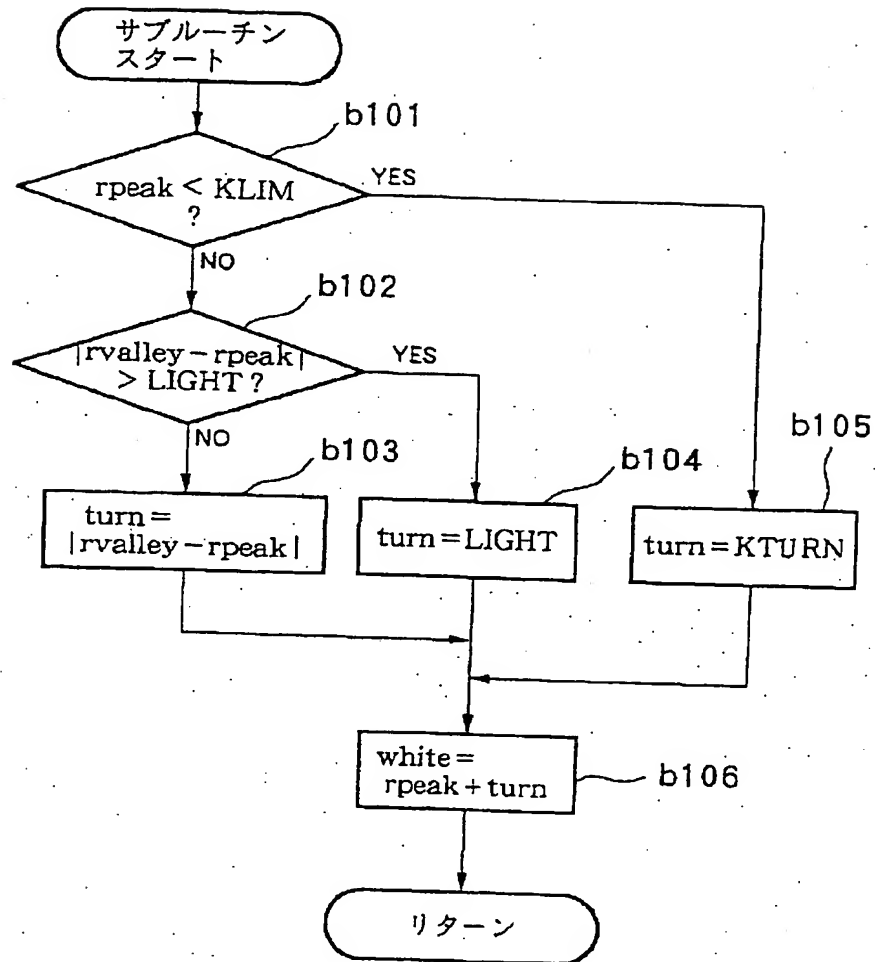 サブルーチン
スタート
b101
rpeak < KLIM
?
YES
NO
b102
|rvalley-rpeak|
> LIGHT ?
YES
NO
b103
turn=
|rvalley-rpeak|
b104
turn=LIGHT
b105
turn=KTURN
white=
rpeak+turn
b106
リターン